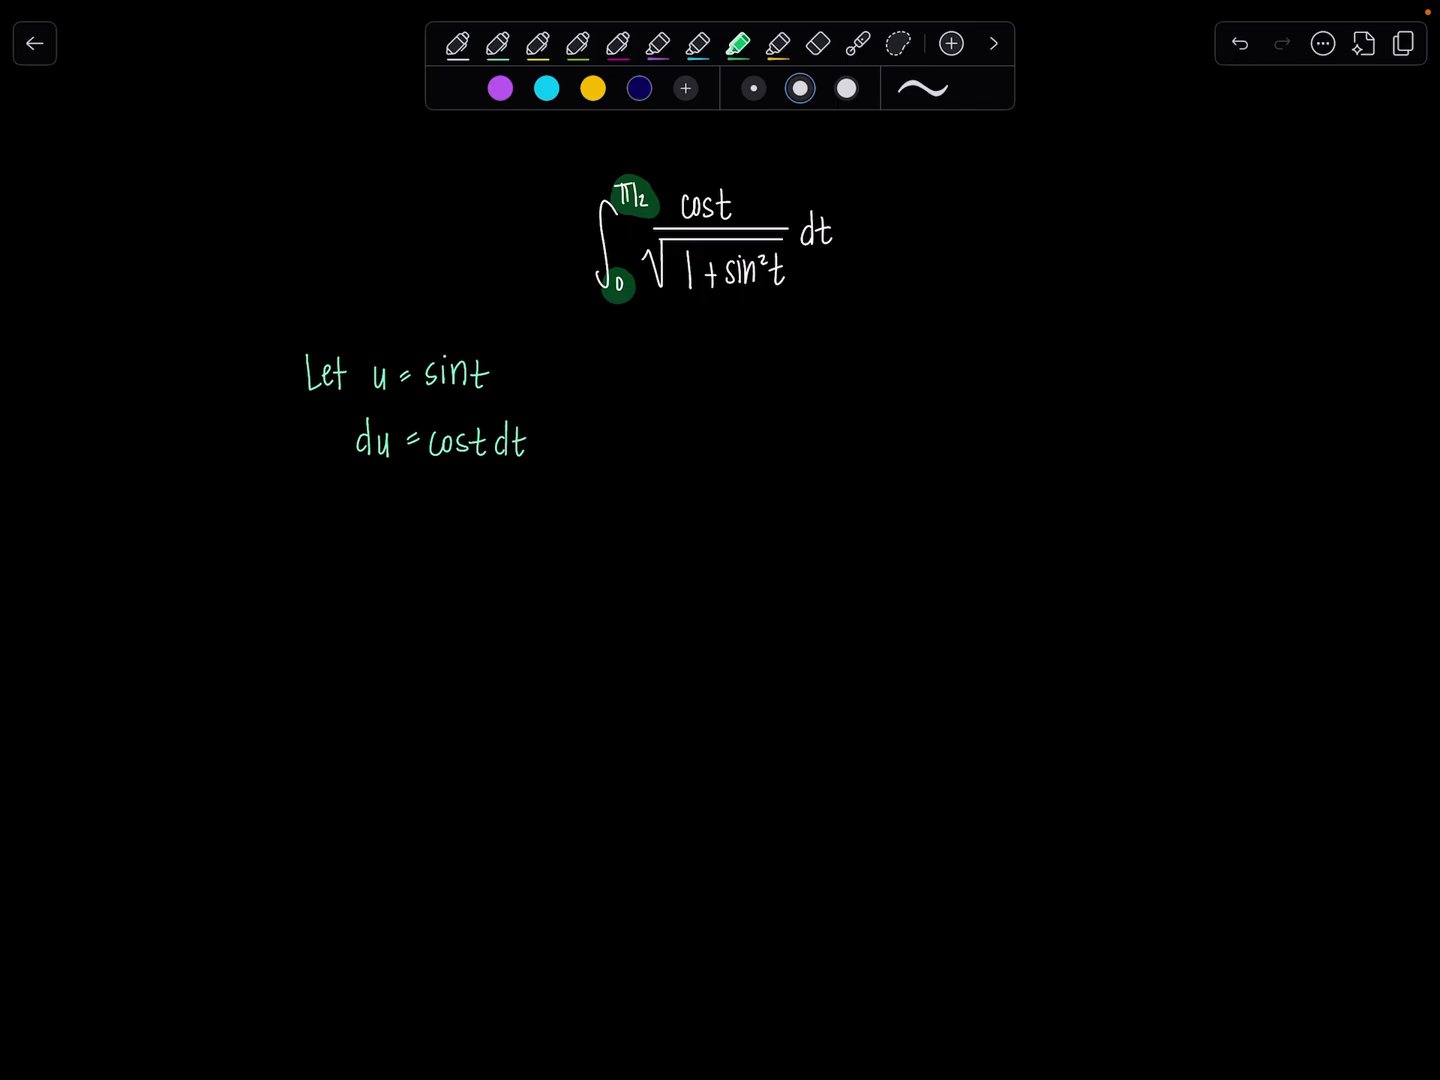 ∫₀^π/2 cost / √(1 + sin²t) dt
Let u = sint
du = cost dt